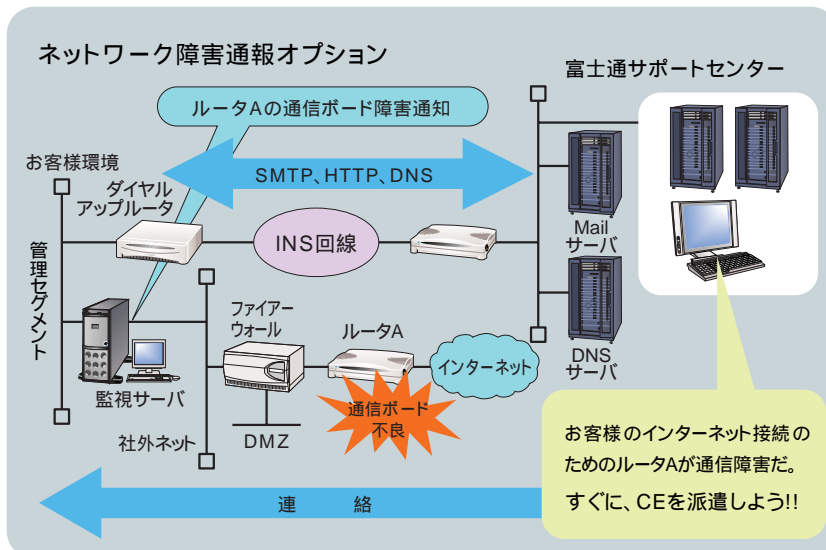 ネットワーク障害通報オプション
富士通サポートセンター
ルータAの通信ボード障害通知
お客様環境
SMTP、HTTP、DNS
ダイヤル
アップルータ
INS回線
Mail
サーバ
管理セグメント
ファイアー
ウォール
ルータA
インターネット
DNS
サーバ
監視サーバ
通信ボード
不良
社外ネット
DMZ
お客様のインターネット接続の
ためのルータAが通信障害だ。
すぐに、CEを派遣しよう!!
連 絡